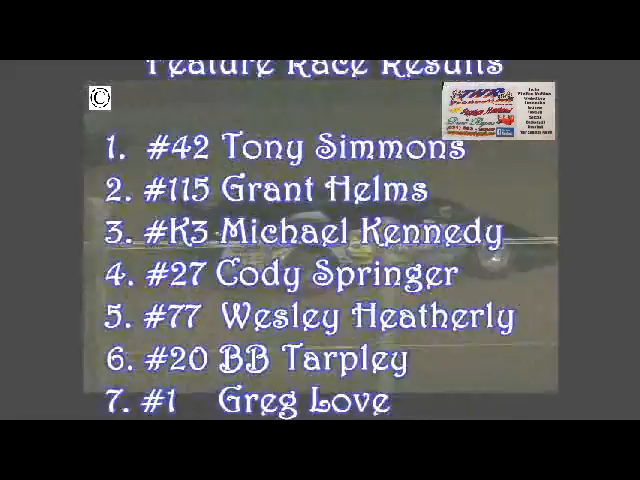 Feature Race Results
©
1. #42 Tony Simmons
2. #115 Grant Helms
3. #K3 Michael Kennedy
4. #27 Cody Springer
5. #77 Wesley Heatherly
6. #20 BB Tarpley
7. #1 Greg Love